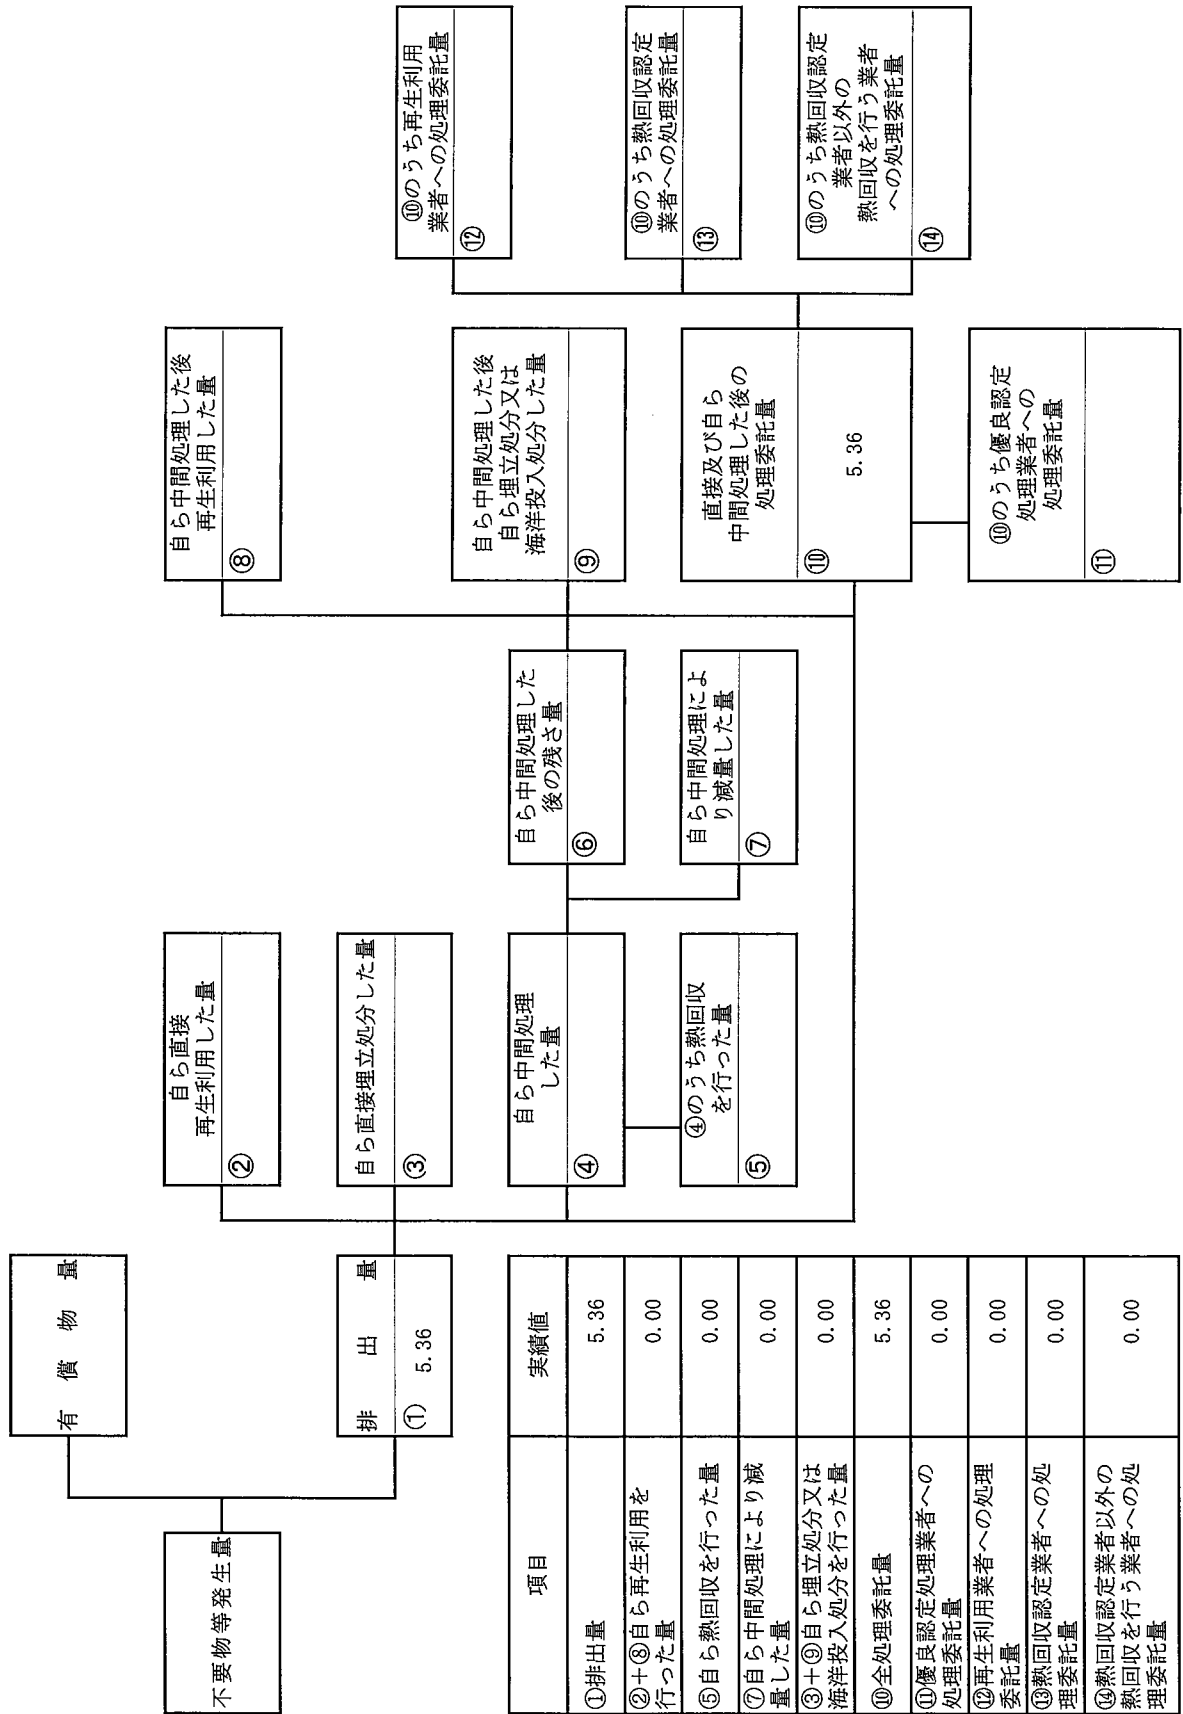 不要物等発生量
有償物量
排出量
① 5.36
自ら直接
再生利用した量
②
自ら直接埋立処分した量
③
自ら中間処理
した量
④
④のうち熱回収
を行った量
⑤
自ら中間処理した
後の残さ量
⑥
自ら中間処理によ
り減量した量
⑦
自ら中間処理した後
再生利用した量
⑧
自ら中間処理した後
自ら埋立処分又は
海洋投入処分した量
⑨
直接及び自ら
中間処理した後の
処理委託量
⑩ 5.36
⑩のうち優良認定
処理業者への
処理委託量
⑪
⑩のうち再生利用
業者への処理委託量
⑫
⑩のうち熱回収認定
業者への処理委託量
⑬
⑩のうち熱回収認定
業者以外の
熱回収を行う業者
への処理委託量
⑭
項目 実績値
①排出量 5.36
②+⑧自ら再生利用を
行った量 0.00
⑤自ら熱回収を行った量 0.00
⑦自ら中間処理により減
量した量 0.00
③+⑨自ら埋立処分又は
海洋投入処分を行った量 0.00
⑩全処理委託量 5.36
⑪優良認定処理業者への
処理委託量 0.00
⑫再生利用業者への処理
委託量 0.00
⑬熱回収認定業者への処
理委託量 0.00
⑭熱回収認定業者以外の
熱回収を行う業者への処
理委託量 0.00